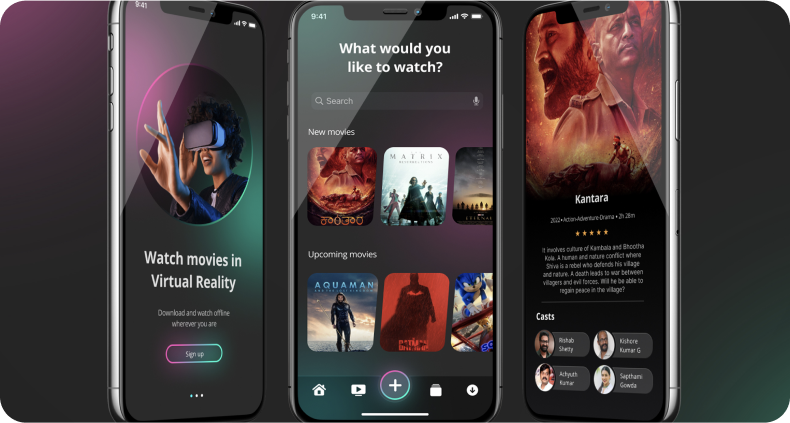 9:41
Watch movies in
Virtual Reality
Download and watch offline
wherever you are
Sign up
9:41
What would you
like to watch?
Search
New movies
MATRIX
ETERNALS
Upcoming movies
AQUAMAN
BATMAN
Kantara
2022•Action-Adventure-Drama • 2h 28m
It involves culture of Kambala and Bhootha
Kola. A human and nature conflict where
Shiva is a rebel who defends his village
and nature. A death leads to war between
villagers and evil forces. Will he be able to
regain peace in the village?
Casts
Rishab
Shetty
Kishore
Kumar G
Achyuth
Kumar
Sapthami
Gowda